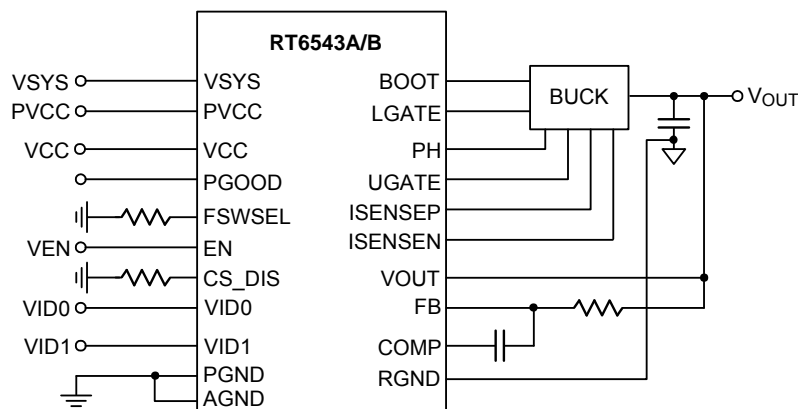 RT6543A/B
VSYS VSYS BOOT BUCK VOUT
PVCC PVCC LGATE
VCC VCC PH
PGOOD UGATE
FSWSEL ISENSEP
VEN EN ISENSEN
CS_DIS VOUT
VID0 VID0 FB
VID1 VID1 COMP
PGND RGND
AGND